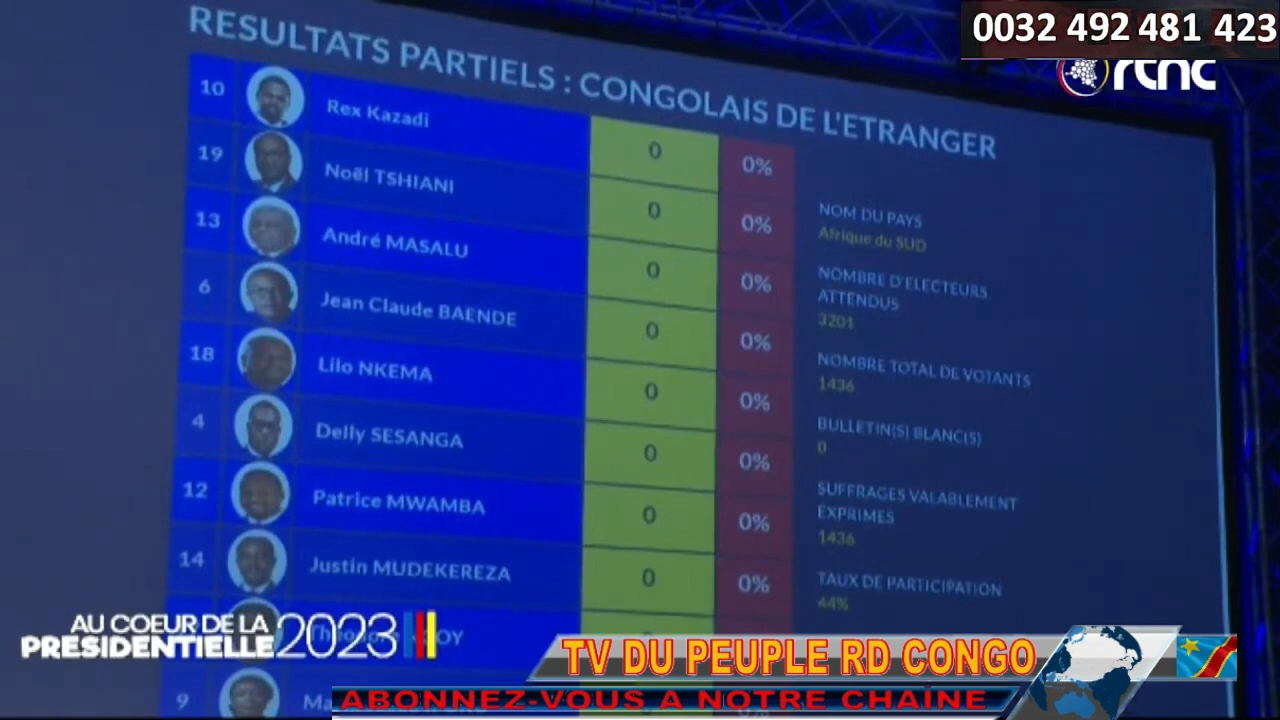 0032 492 481 423
rtnc
RESULTATS PARTIELS : CONGOLAIS DE L'ETRANGER
10 Rex Kazadi 0 0%
19 Noël TSHIANI 0 0%
13 André MASALU 0 0%
6 Jean Claude BAENDE 0 0%
18 Lilo NKEMA 0 0%
4 Delly SESANGA 0 0%
12 Patrice MWAMBA 0 0%
14 Justin MUDEKEREZA 0 0%
9
NOM DU PAYS
Afrique du SUD
NOMBRE D'ELECTEURS
ATTENDUS
3201
NOMBRE TOTAL DE VOTANTS
1436
BULLETIN(S) BLANC(S)
0
SUFFRAGES VALABLEMENT
EXPRIMES
1436
TAUX DE PARTICIPATION
44%
AU COEUR DE LA
PRÉSIDENTIELLE 2023
TV DU PEUPLE RD CONGO
ABONNEZ-VOUS A NOTRE CHAÎNE